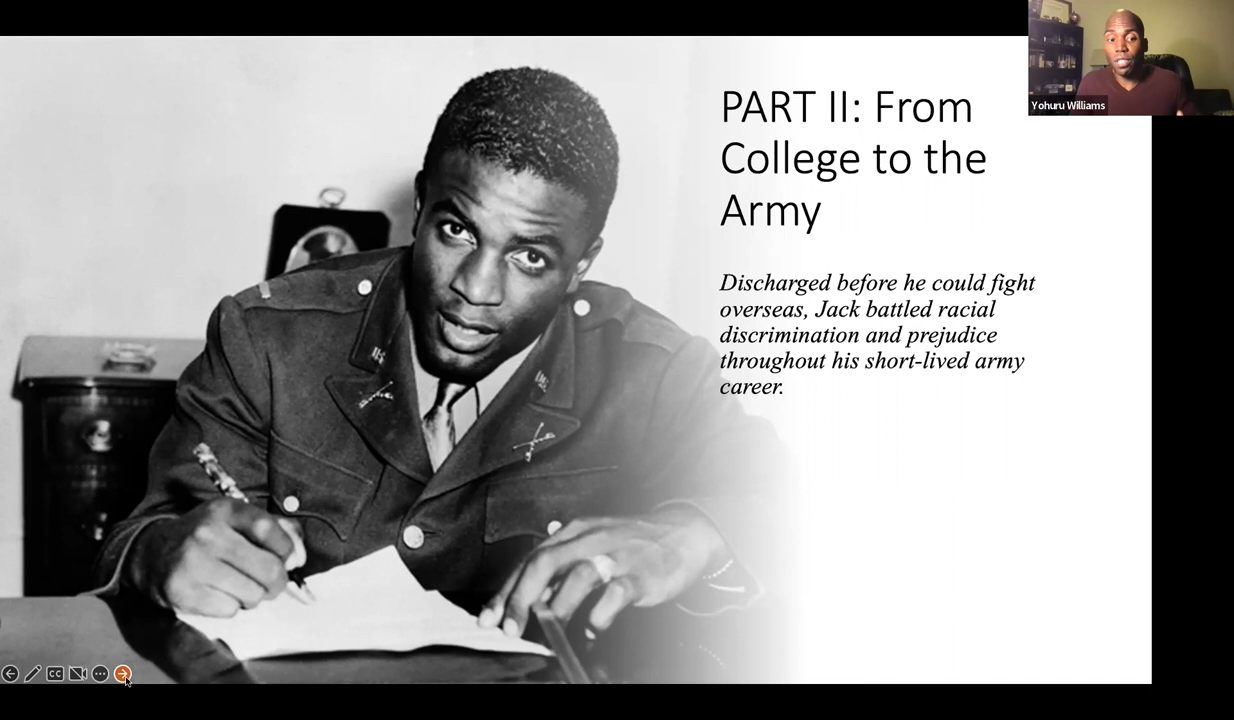 PART II: From
College to the
Army
Discharged before he could fight
overseas, Jack battled racial
discrimination and prejudice
throughout his short-lived army
career.
Yohuru Williams
CC